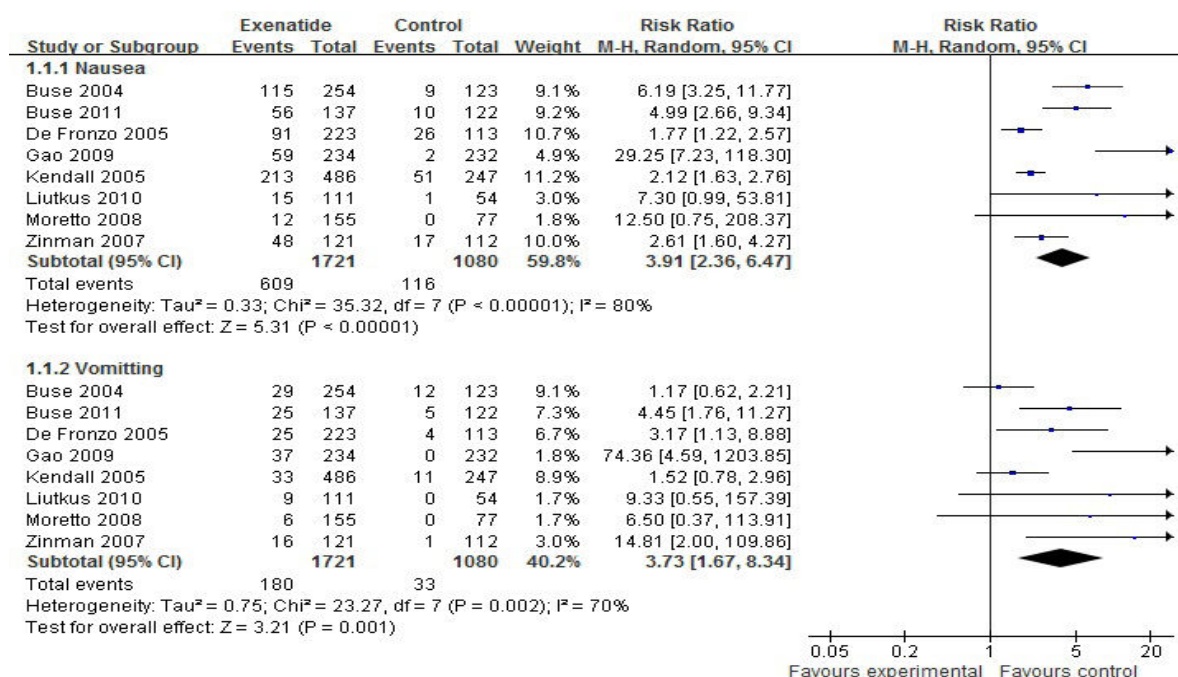 Exenatide Control Risk Ratio Risk Ratio
Study or Subgroup Events Total Events Total Weight M-H, Random, 95% CI M-H, Random, 95% CI
1.1.1 Nausea
Buse 2004 115 254 9 123 9.1% 6.19 [3.25, 11.77]
Buse 2011 56 137 10 122 9.2% 4.99 [2.66, 9.34]
De Fronzo 2005 91 223 26 113 10.7% 1.77 [1.22, 2.57]
Gao 2009 59 234 2 232 4.9% 29.25 [7.23, 118.30]
Kendall 2005 213 486 51 247 11.2% 2.12 [1.63, 2.76]
Liutkus 2010 15 111 1 54 3.0% 7.30 [0.99, 53.81]
Moretto 2008 12 155 0 77 1.8% 12.50 [0.75, 208.37]
Zinman 2007 48 121 17 112 10.0% 2.61 [1.60, 4.27]
Subtotal (95% CI) 1721 1080 59.8% 3.91 [2.36, 6.47]
Total events 609 116
Heterogeneity: Tau² = 0.33; Chi² = 35.32, df = 7 (P < 0.00001); I² = 80%
Test for overall effect: Z = 5.31 (P < 0.00001)
1.1.2 Vomitting
Buse 2004 29 254 12 123 9.1% 1.17 [0.62, 2.21]
Buse 2011 25 137 5 122 7.3% 4.45 [1.76, 11.27]
De Fronzo 2005 25 223 4 113 6.7% 3.17 [1.13, 8.88]
Gao 2009 37 234 0 232 1.8% 74.36 [4.59, 1203.85]
Kendall 2005 33 486 11 247 8.9% 1.52 [0.78, 2.96]
Liutkus 2010 9 111 0 54 1.7% 9.33 [0.55, 157.39]
Moretto 2008 6 155 0 77 1.7% 6.50 [0.37, 113.91]
Zinman 2007 16 121 1 112 3.0% 14.81 [2.00, 109.86]
Subtotal (95% CI) 1721 1080 40.2% 3.73 [1.67, 8.34]
Total events 180 33
Heterogeneity: Tau² = 0.75; Chi² = 23.27, df = 7 (P = 0.002); I² = 70%
Test for overall effect: Z = 3.21 (P = 0.001)
0.05 0.2 1 5 20
Favours experimental Favours control